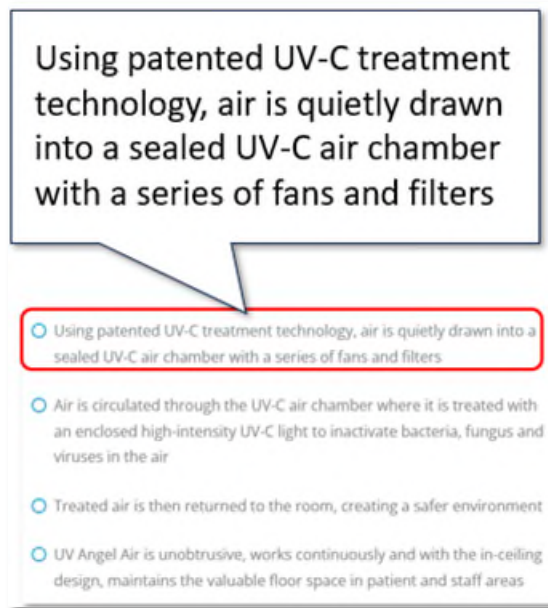 Using patented UV-C treatment
technology, air is quietly drawn
into a sealed UV-C air chamber
with a series of fans and filters
Using patented UV-C treatment technology, air is quietly drawn into a
sealed UV-C air chamber with a series of fans and filters
Air is circulated through the UV-C air chamber where it is treated with
an enclosed high-intensity UV-C light to inactivate bacteria, fungus and
viruses in the air
Treated air is then returned to the room, creating a safer environment
UV Angel Air is unobtrusive, works continuously and with the in-ceiling
design, maintains the valuable floor space in patient and staff areas